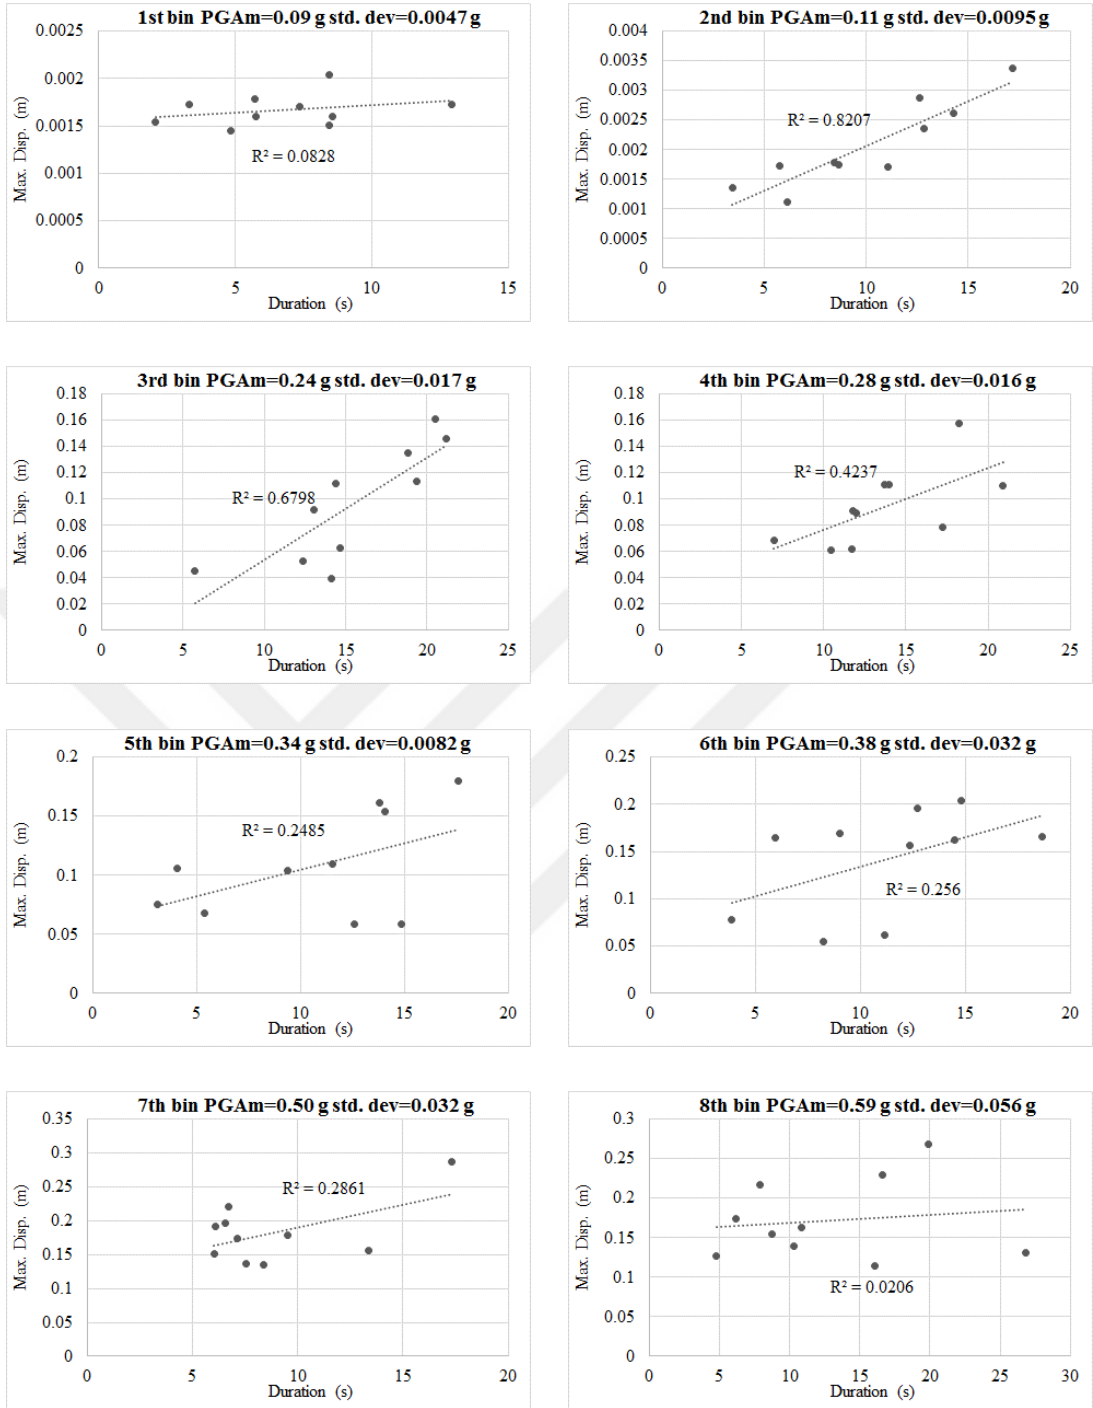 1st bin PGAm=0.09 g std. dev=0.0047 g
Max. Disp. (m)
0.0025
0.002
0.0015
0.001
0.0005
0
R² = 0.0828
0 5 10 15
Duration (s)
2nd bin PGAm=0.11 g std. dev=0.0095 g
Max. Disp. (m)
0.004
0.0035
0.003
0.0025
0.002
0.0015
0.001
0.0005
0
R² = 0.8207
0 5 10 15 20
Duration (s)
3rd bin PGAm=0.24 g std. dev=0.017 g
Max. Disp. (m)
0.18
0.16
0.14
0.12
0.1
0.08
0.06
0.04
0.02
0
R² = 0.6798
0 5 10 15 20 25
Duration (s)
4th bin PGAm=0.28 g std. dev=0.016 g
Max. Disp. (m)
0.18
0.16
0.14
0.12
0.1
0.08
0.06
0.04
0.02
0
R² = 0.4237
0 5 10 15 20 25
Duration (s)
5th bin PGAm=0.34 g std. dev=0.0082 g
Max. Disp. (m)
0.2
0.15
0.1
0.05
0
R² = 0.2485
0 5 10 15 20
Duration (s)
6th bin PGAm=0.38 g std. dev=0.032 g
Max. Disp. (m)
0.25
0.2
0.15
0.1
0.05
0
R² = 0.256
0 5 10 15 20
Duration (s)
7th bin PGAm=0.50 g std. dev=0.032 g
Max. Disp. (m)
0.35
0.3
0.25
0.2
0.15
0.1
0.05
0
R² = 0.2861
0 5 10 15 20
Duration (s)
8th bin PGAm=0.59 g std. dev=0.056 g
Max. Disp. (m)
0.3
0.25
0.2
0.15
0.1
0.05
0
R² = 0.0206
0 5 10 15 20 25 30
Duration (s)